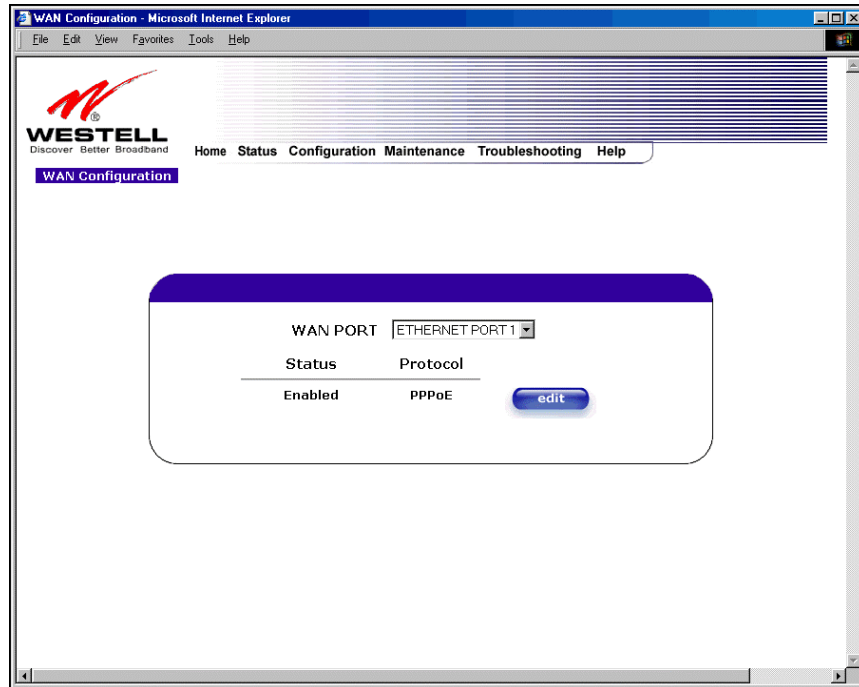 WAN Configuration - Microsoft Internet Explorer
File Edit View Favorites Tools Help
®
WESTELL
Discover Better Broadband
Home Status Configuration Maintenance Troubleshooting Help
WAN Configuration
WAN PORT ETHERNET PORT 1
Status Protocol
Enabled PPPoE edit